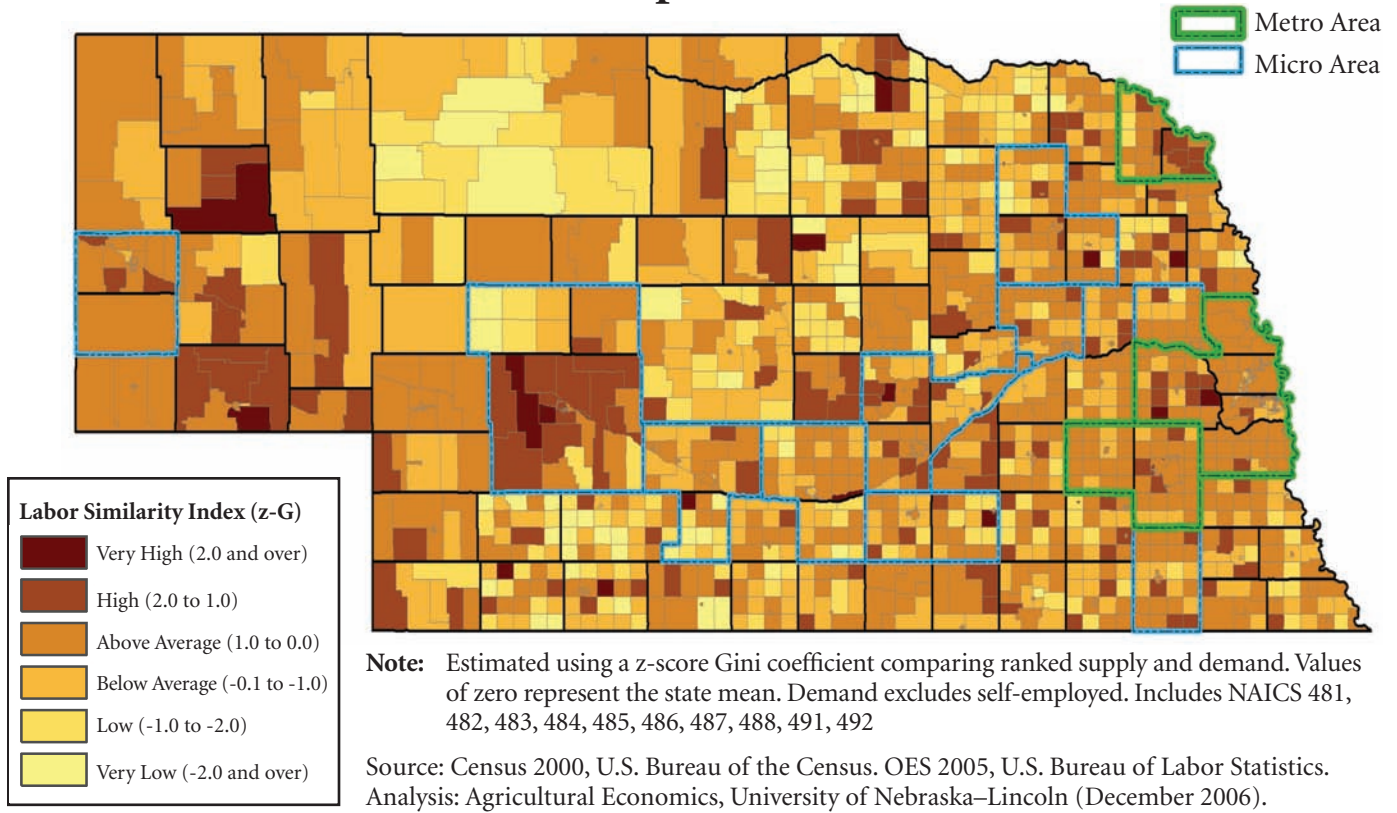 Metro Area
Micro Area
Labor Similarity Index (z-G)
Very High (2.0 and over)
High (2.0 to 1.0)
Above Average (1.0 to 0.0)
Below Average (-0.1 to -1.0)
Low (-1.0 to -2.0)
Very Low (-2.0 and over)
Note: Estimated using a z-score Gini coefficient comparing ranked supply and demand. Values
of zero represent the state mean. Demand excludes self-employed. Includes NAICS 481,
482, 483, 484, 485, 486, 487, 488, 491, 492
Source: Census 2000, U.S. Bureau of the Census. OES 2005, U.S. Bureau of Labor Statistics.
Analysis: Agricultural Economics, University of Nebraska–Lincoln (December 2006).